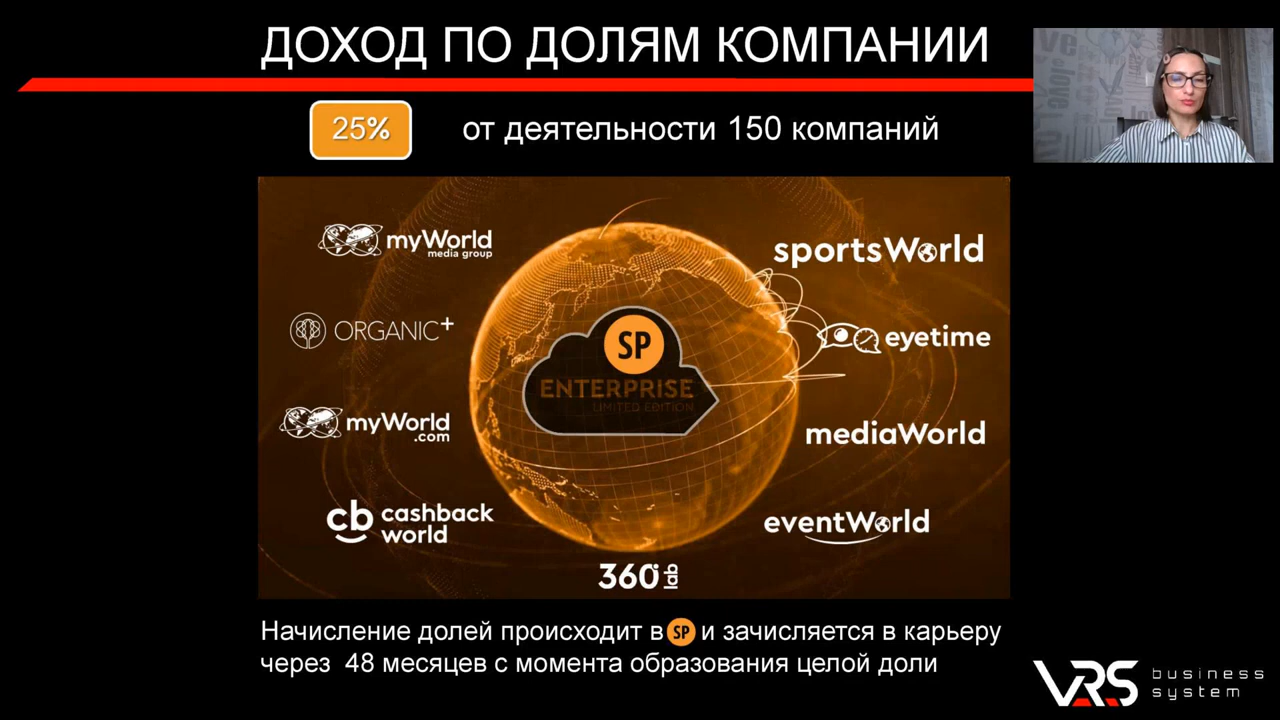 ДОХОД ПО ДОЛЯМ КОМПАНИИ
25%
от деятельности 150 компаний
myWorld
media group
sportsWorld
ORGANIC+
eyetime
SP
ENTERPRISE
LIMITED EDITION
myWorld
.com
mediaWorld
cb cashback
world
eventWorld
360 lab
Начисление долей происходит в SP и зачисляется в карьеру
через 48 месяцев с момента образования целой доли
VRS business
system